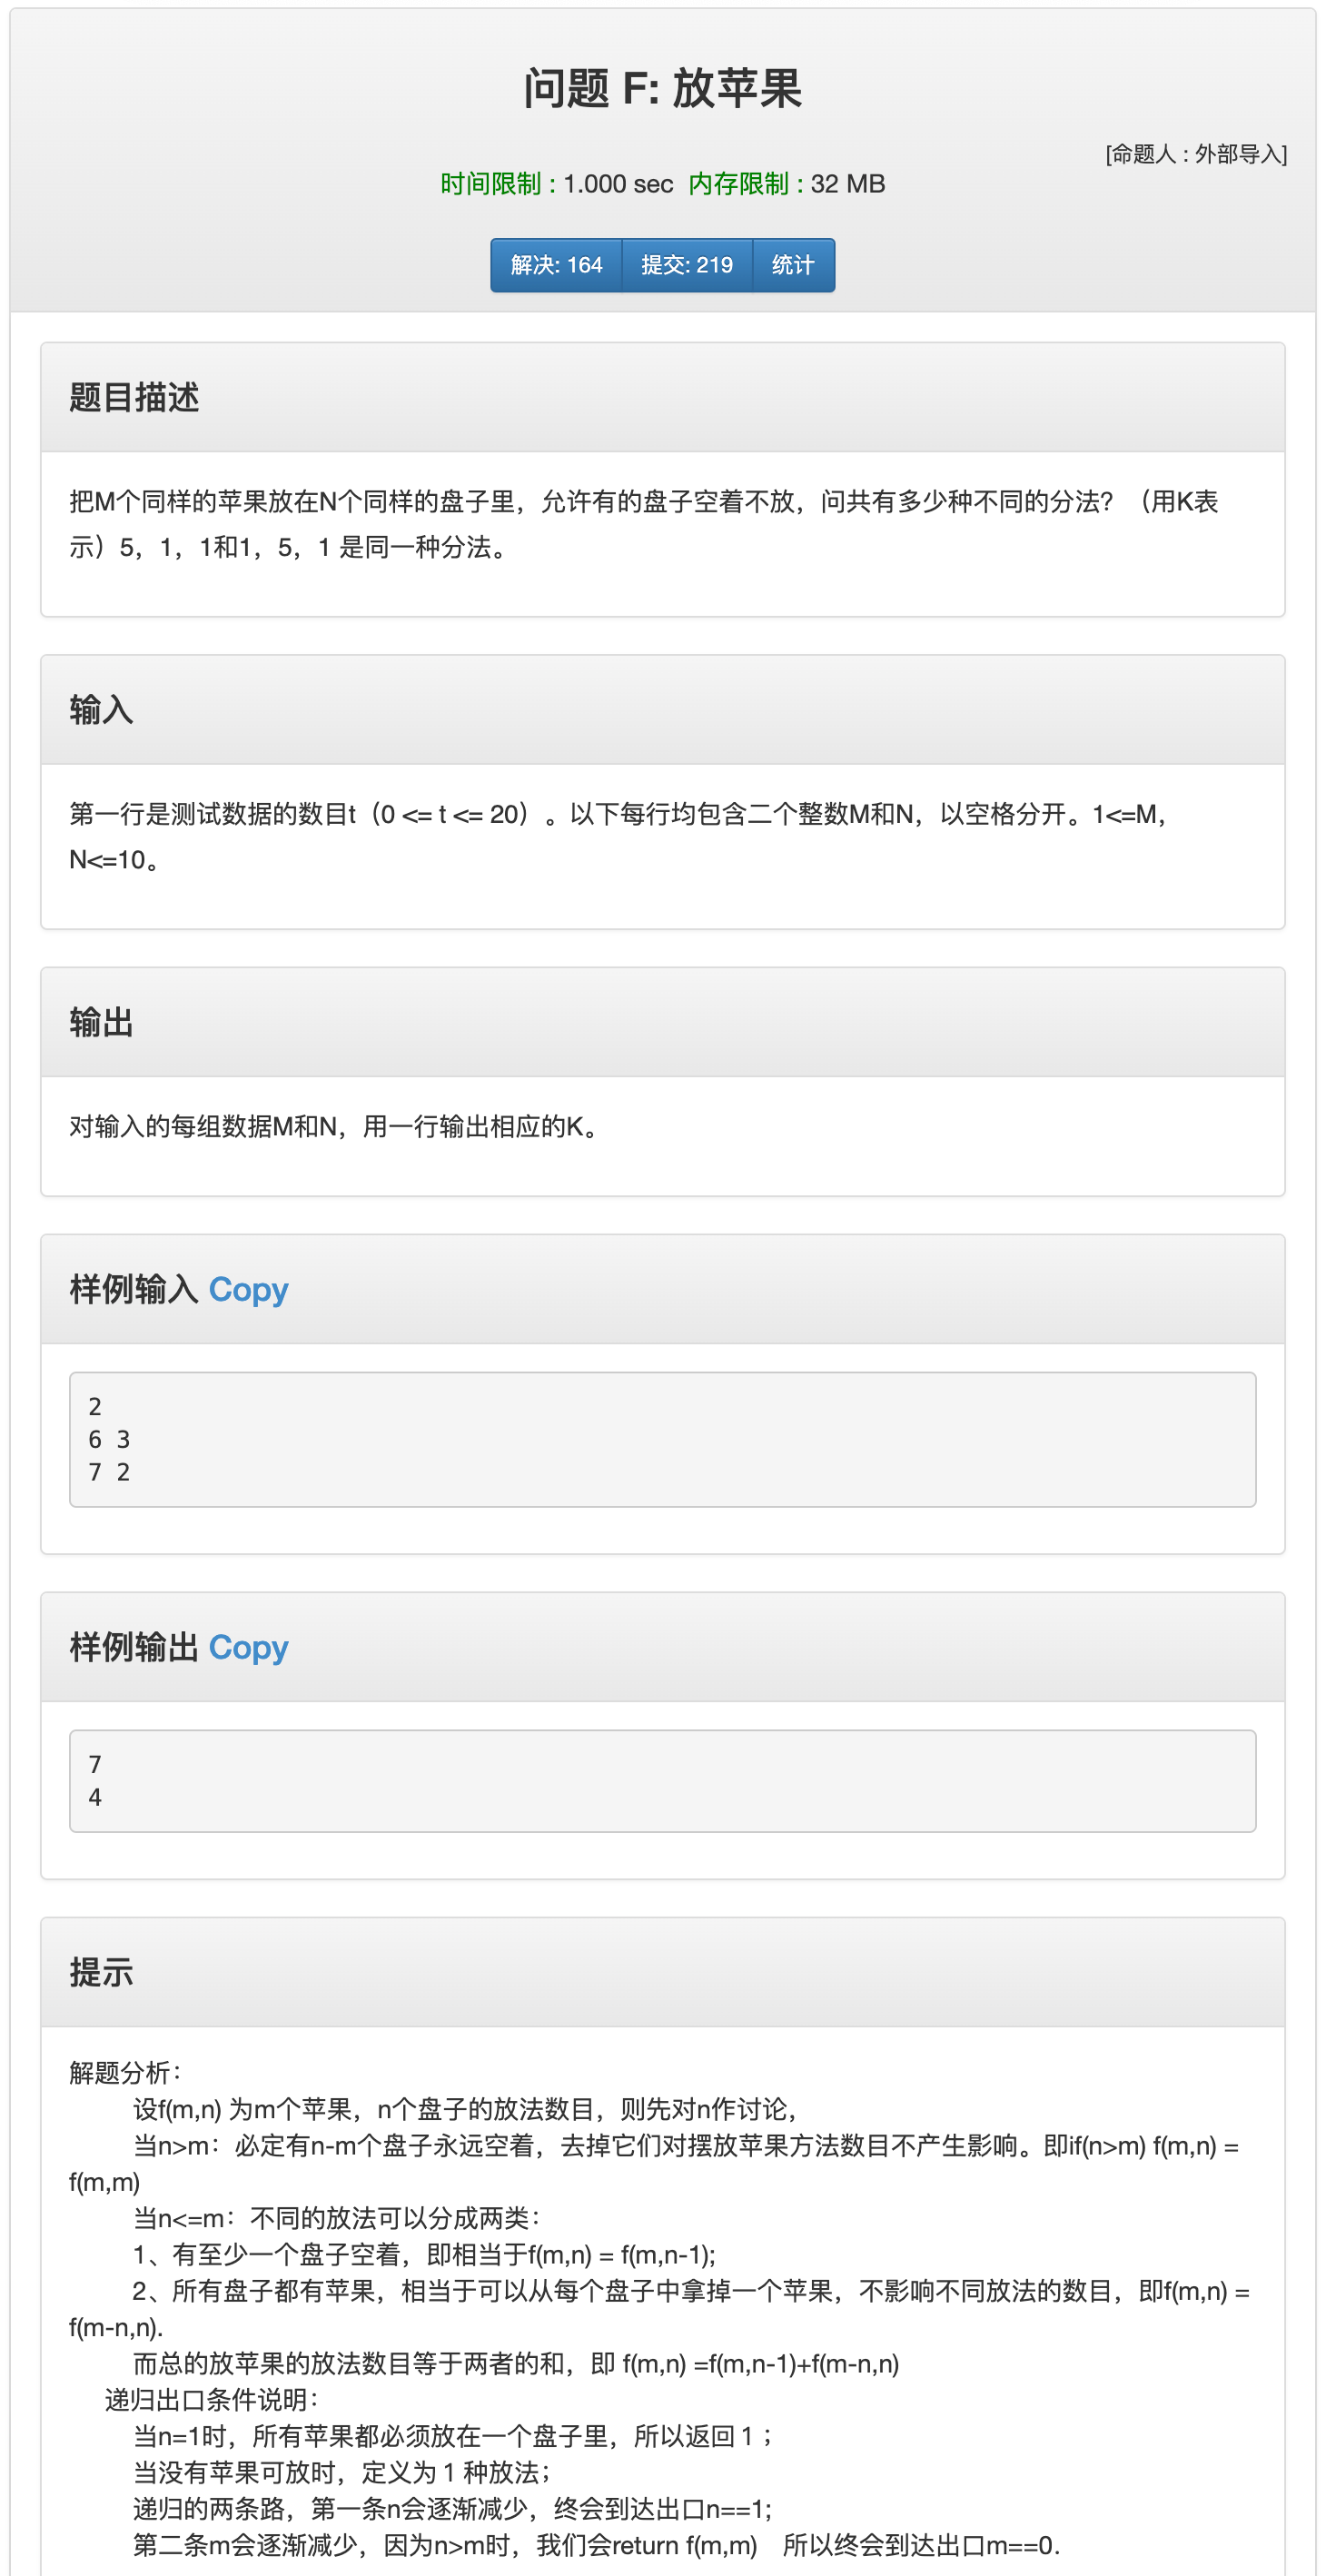 问题 F: 放苹果
[命题人 : 外部导入]
时间限制 : 1.000 sec 内存限制 : 32 MB
解决: 164 提交: 219 统计
题目描述
把M个同样的苹果放在N个同样的盘子里，允许有的盘子空着不放，问共有多少种不同的分法？（用K表
示）5，1，1和1，5，1 是同一种分法。
输入
第一行是测试数据的数目t（0 <= t <= 20）。以下每行均包含二个整数M和N，以空格分开。1<=M，
N<=10。
输出
对输入的每组数据M和N，用一行输出相应的K。
样例输入 Copy
2
6 3
7 2
样例输出 Copy
7
4
提示
解题分析：
设f(m,n) 为m个苹果，n个盘子的放法数目，则先对n作讨论，
当n>m：必定有n-m个盘子永远空着，去掉它们对摆放苹果方法数目不产生影响。即if(n>m) f(m,n) =
f(m,m)
当n<=m：不同的放法可以分成两类：
1、有至少一个盘子空着，即相当于f(m,n) = f(m,n-1);
2、所有盘子都有苹果，相当于可以从每个盘子中拿掉一个苹果，不影响不同放法的数目，即f(m,n) =
f(m-n,n).
而总的放苹果的放法数目等于两者的和，即 f(m,n) =f(m,n-1)+f(m-n,n)
递归出口条件说明：
当n=1时，所有苹果都必须放在一个盘子里，所以返回１；
当没有苹果可放时，定义为１种放法；
递归的两条路，第一条n会逐渐减少，终会到达出口n==1;
第二条m会逐渐减少，因为n>m时，我们会return f(m,m)　所以终会到达出口m==0.